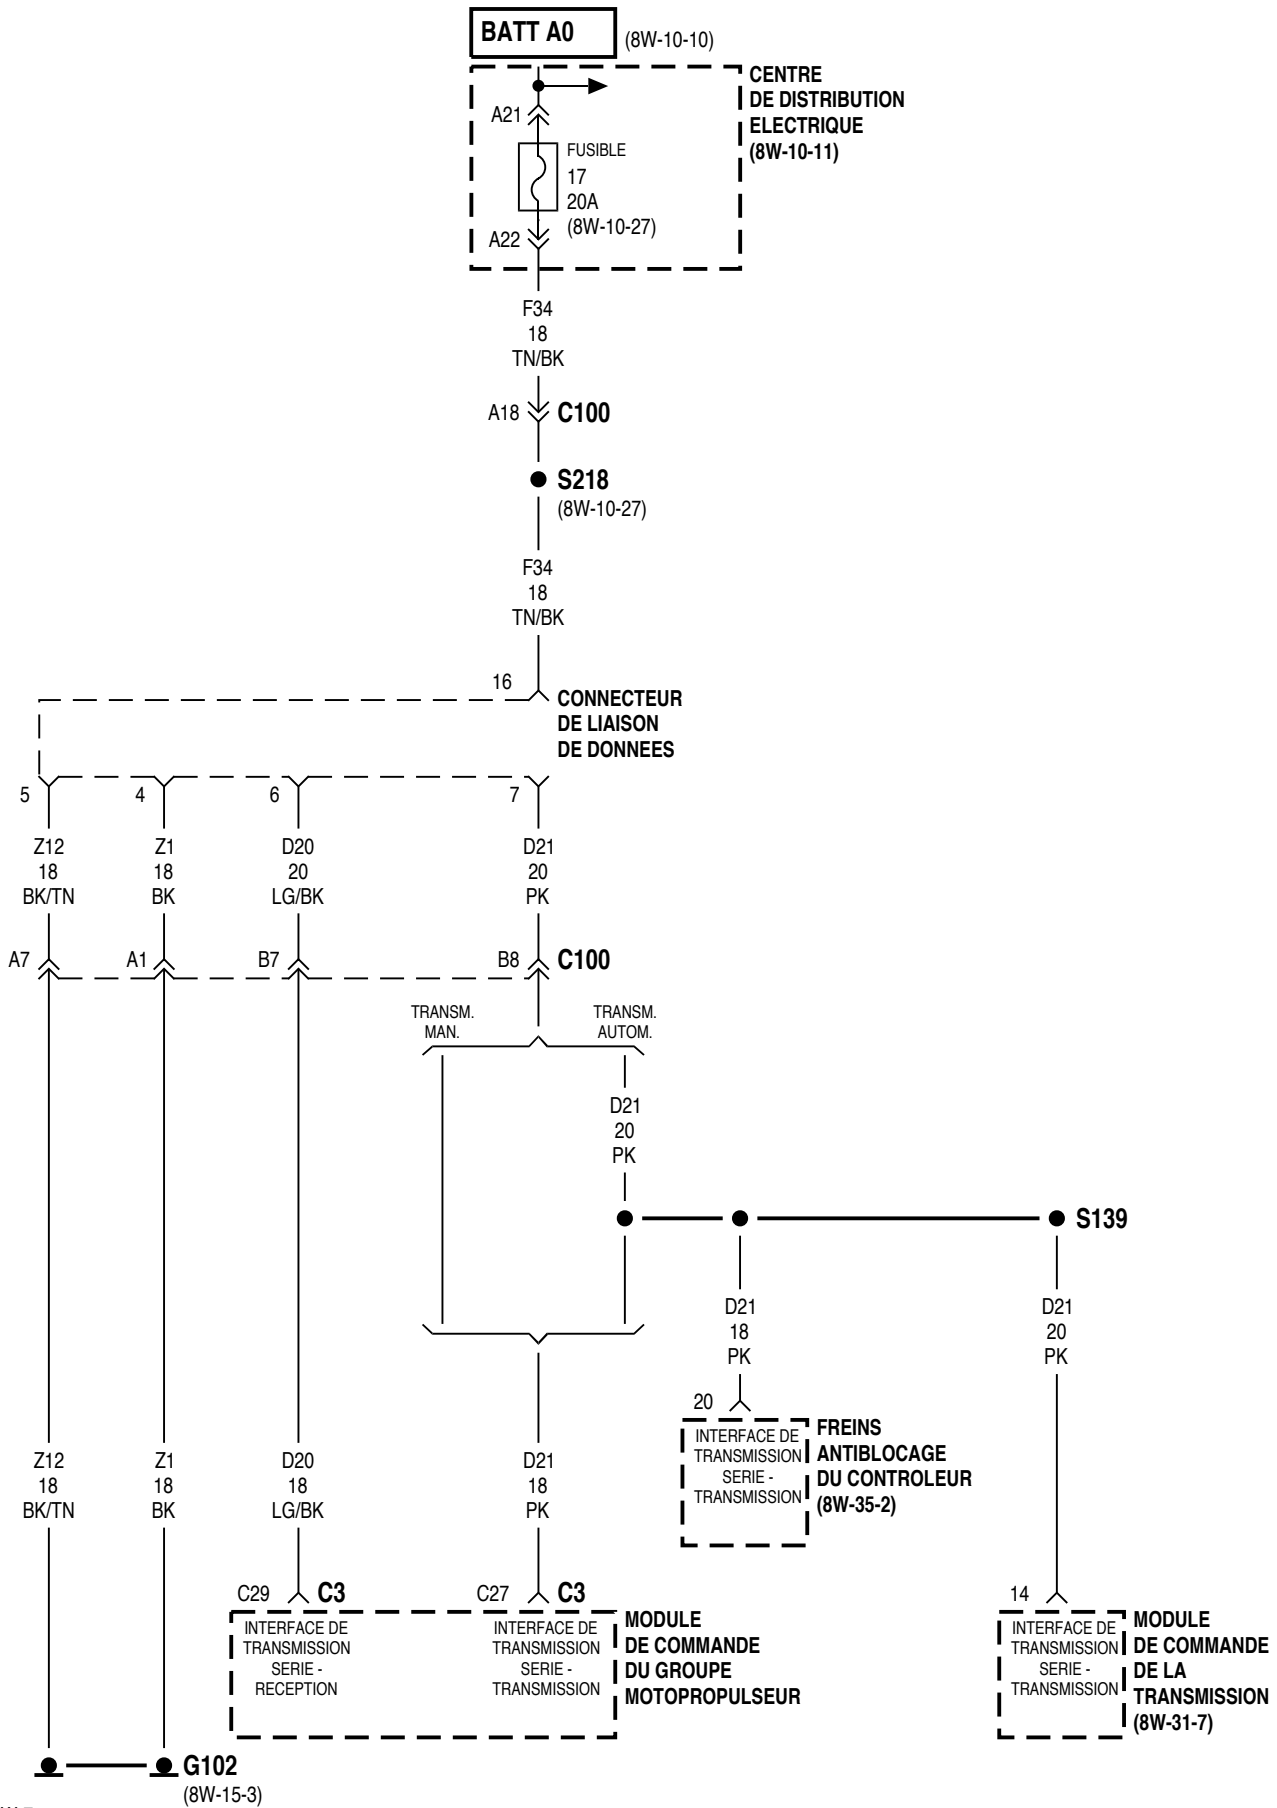 BATT A0
(8W-10-10)
CENTRE
DE DISTRIBUTION
ELECTRIQUE
(8W-10-11)
A21
FUSIBLE
17
20A
(8W-10-27)
A22
F34
18
TN/BK
A18
C100
S218
(8W-10-27)
F34
18
TN/BK
16
CONNECTEUR
DE LIAISON
DE DONNEES
5
4
6
7
Z12
18
BK/TN
Z1
18
BK
D20
20
LG/BK
D21
20
PK
A7
A1
B7
B8
C100
TRANSM.
MAN.
TRANSM.
AUTOM.
D21
20
PK
S139
D21
18
PK
D21
20
PK
20
INTERFACE DE
TRANSMISSION
SERIE -
TRANSMISSION
FREINS
ANTIBLOCAGE
DU CONTROLEUR
(8W-35-2)
Z12
18
BK/TN
Z1
18
BK
D20
18
LG/BK
D21
18
PK
C29
C3
C27
C3
14
INTERFACE DE
TRANSMISSION
SERIE -
RECEPTION
INTERFACE DE
TRANSMISSION
SERIE -
TRANSMISSION
MODULE
DE COMMANDE
DU GROUPE
MOTOPROPULSEUR
INTERFACE DE
TRANSMISSION
SERIE -
TRANSMISSION
MODULE
DE COMMANDE
DE LA
TRANSMISSION
(8W-31-7)
G102
(8W-15-3)